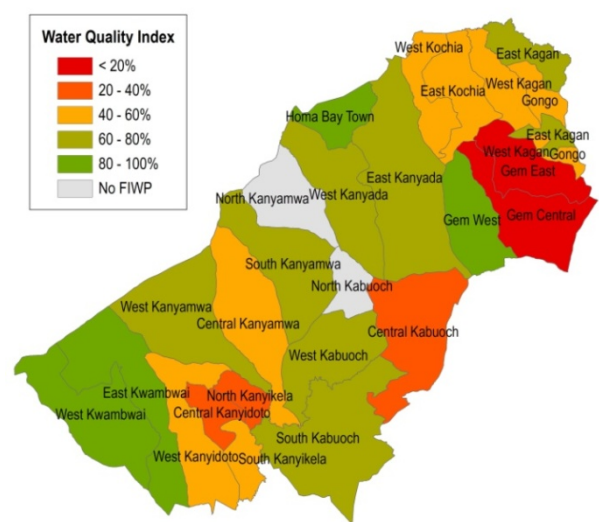 Water Quality Index
< 20%
20 - 40%
40 - 60%
60 - 80%
80 - 100%
No FIWP
West Kochia
East Kagan
West Kagan
East Kochia
Gongo
Homa Bay Town
East Kagan
West Kagan
Gongo
Gem East
East Kanyada
North Kanyamwa
West Kanyada
Gem West
Gem Central
South Kanyamwa
North Kabuoch
West Kanyamwa
Central Kanyamwa
Central Kabuoch
West Kabuoch
East Kwambwai
North Kanyikela
West Kwambwai
Central Kanyidoto
South Kabuoch
West Kanyidoto
South Kanyikela